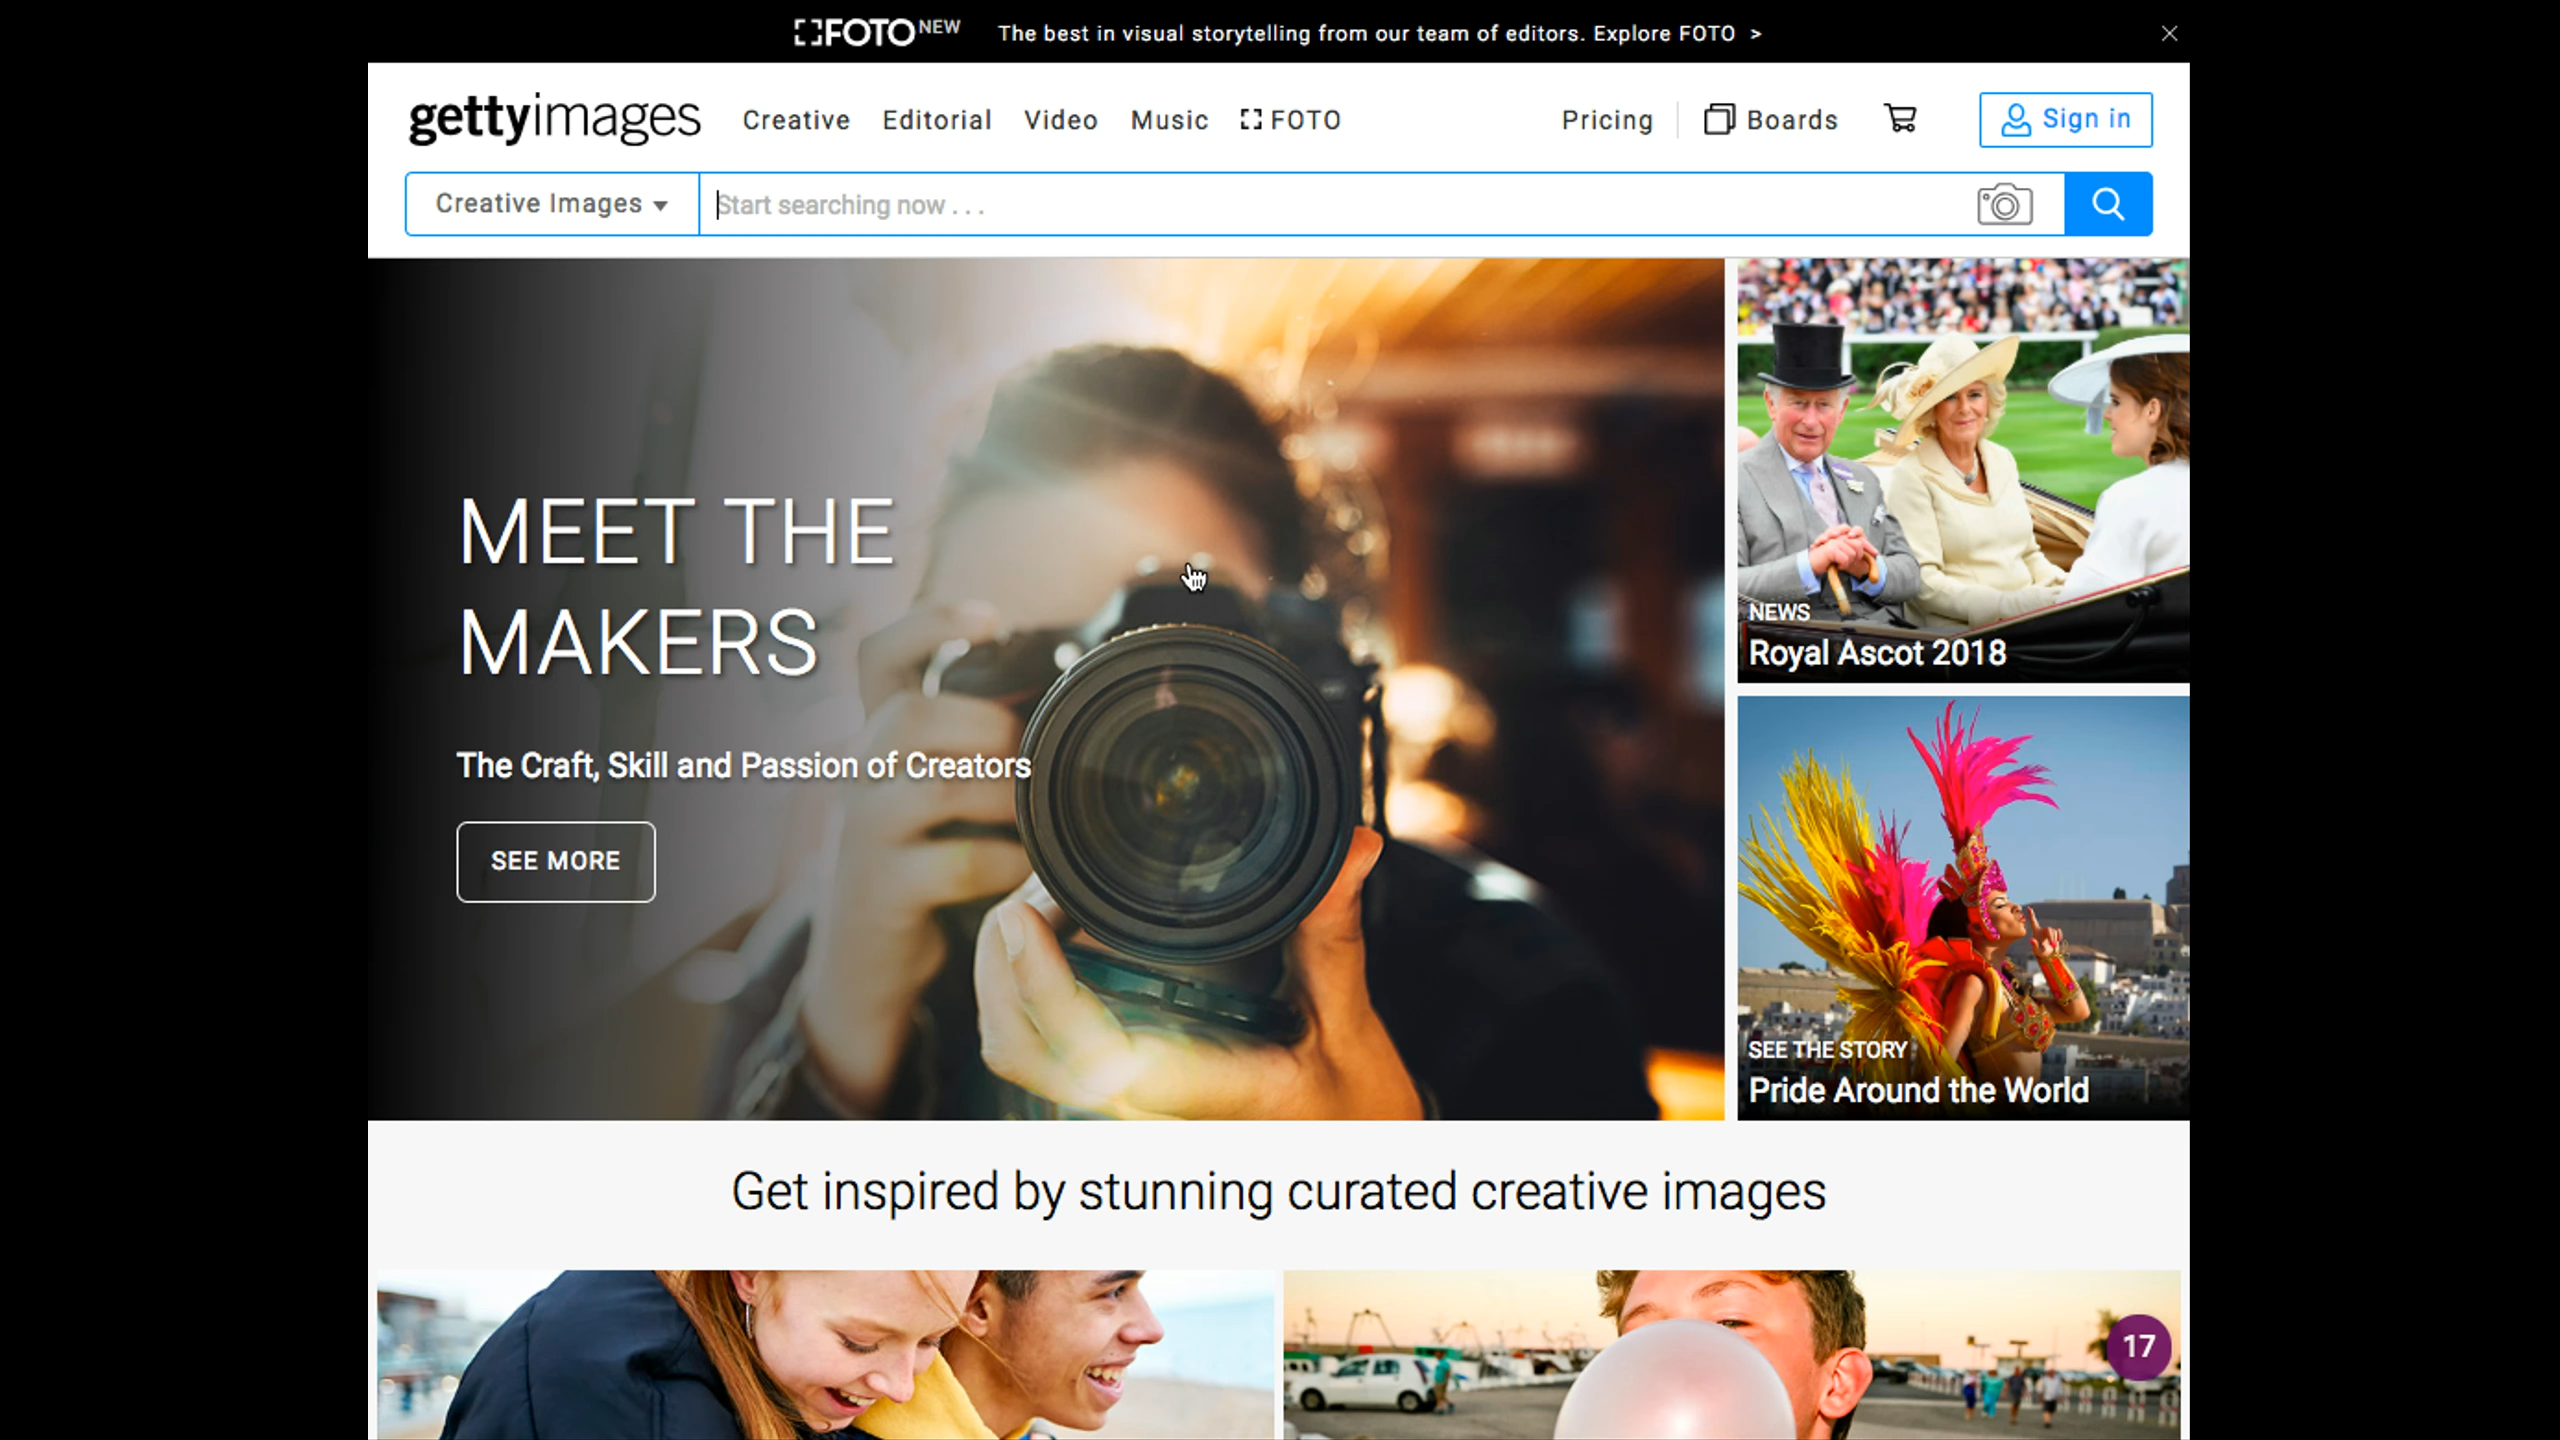 FOTO NEW The best in visual storytelling from our team of editors. Explore FOTO >
gettyimages Creative Editorial Video Music FOTO Pricing Boards Sign in
Creative Images Start searching now . . .
MEET THE
MAKERS
The Craft, Skill and Passion of Creators
SEE MORE
NEWS
Royal Ascot 2018
SEE THE STORY
Pride Around the World
Get inspired by stunning curated creative images
17